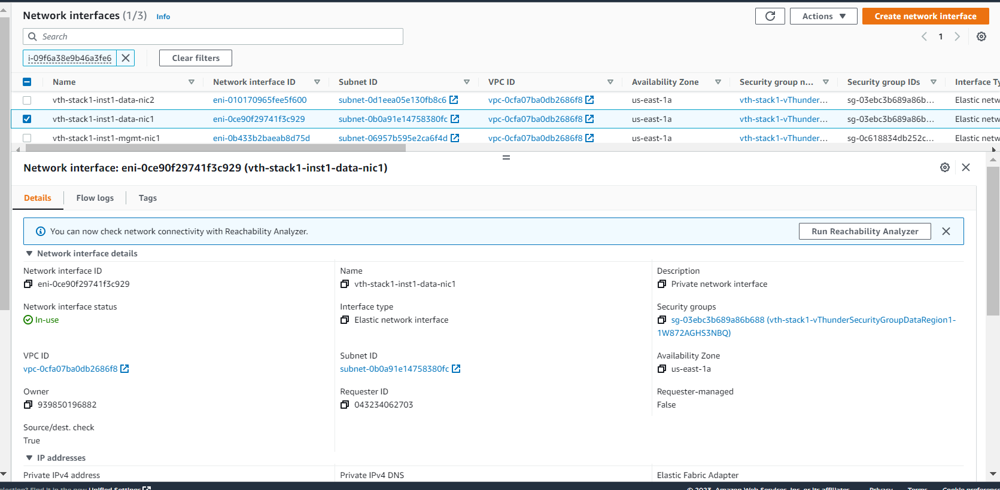 Network interfaces (1/3) Info
Actions
Create network interface
Search
1
i-09f6a38e9b46a3fe6
Clear filters
Name Network interface ID Subnet ID VPC ID Availability Zone Security group n... Security group IDs Interface Ty
vth-stack1-inst1-data-nic2 eni-010170965fee5f600 subnet-0d1eea05e130fb8c6 vpc-0cfa07ba0db2686f8 us-east-1a vth-stack1-vThunder... sg-03ebc3b689a86b... Elastic netw
vth-stack1-inst1-data-nic1 eni-0ce90f29741f3c929 subnet-0b0a91e14758380fc vpc-0cfa07ba0db2686f8 us-east-1a vth-stack1-vThunder... sg-03ebc3b689a86b... Elastic netw
vth-stack1-inst1-mgmt-nic1 eni-0b433b2baeab8d75d subnet-06957b595e2ca6f4d vpc-0cfa07ba0db2686f8 us-east-1a vth-stack1-vThunder... sg-0c618834db252c... Elastic netw
Network interface: eni-0ce90f29741f3c929 (vth-stack1-inst1-data-nic1)
Details Flow logs Tags
You can now check network connectivity with Reachability Analyzer.
Run Reachability Analyzer
Network interface details
Network interface ID
eni-0ce90f29741f3c929
Name
vth-stack1-inst1-data-nic1
Description
Private network interface
Network interface status
In-use
Interface type
Elastic network interface
Security groups
sg-03ebc3b689a86b688 (vth-stack1-vThunderSecurityGroupDataRegion1-
1W872AGHS3NBQ)
VPC ID
vpc-0cfa07ba0db2686f8
Subnet ID
subnet-0b0a91e14758380fc
Availability Zone
us-east-1a
Owner
939850196882
Requester ID
043234062703
Requester-managed
False
Source/dest. check
True
IP addresses
Private IPv4 address
Private IPv4 DNS
Elastic Fabric Adapter
election? Find it in the new Unified Settings
© 2023, Amazon Web Services, Inc. or its affiliates. Privacy Terms Cookie preference